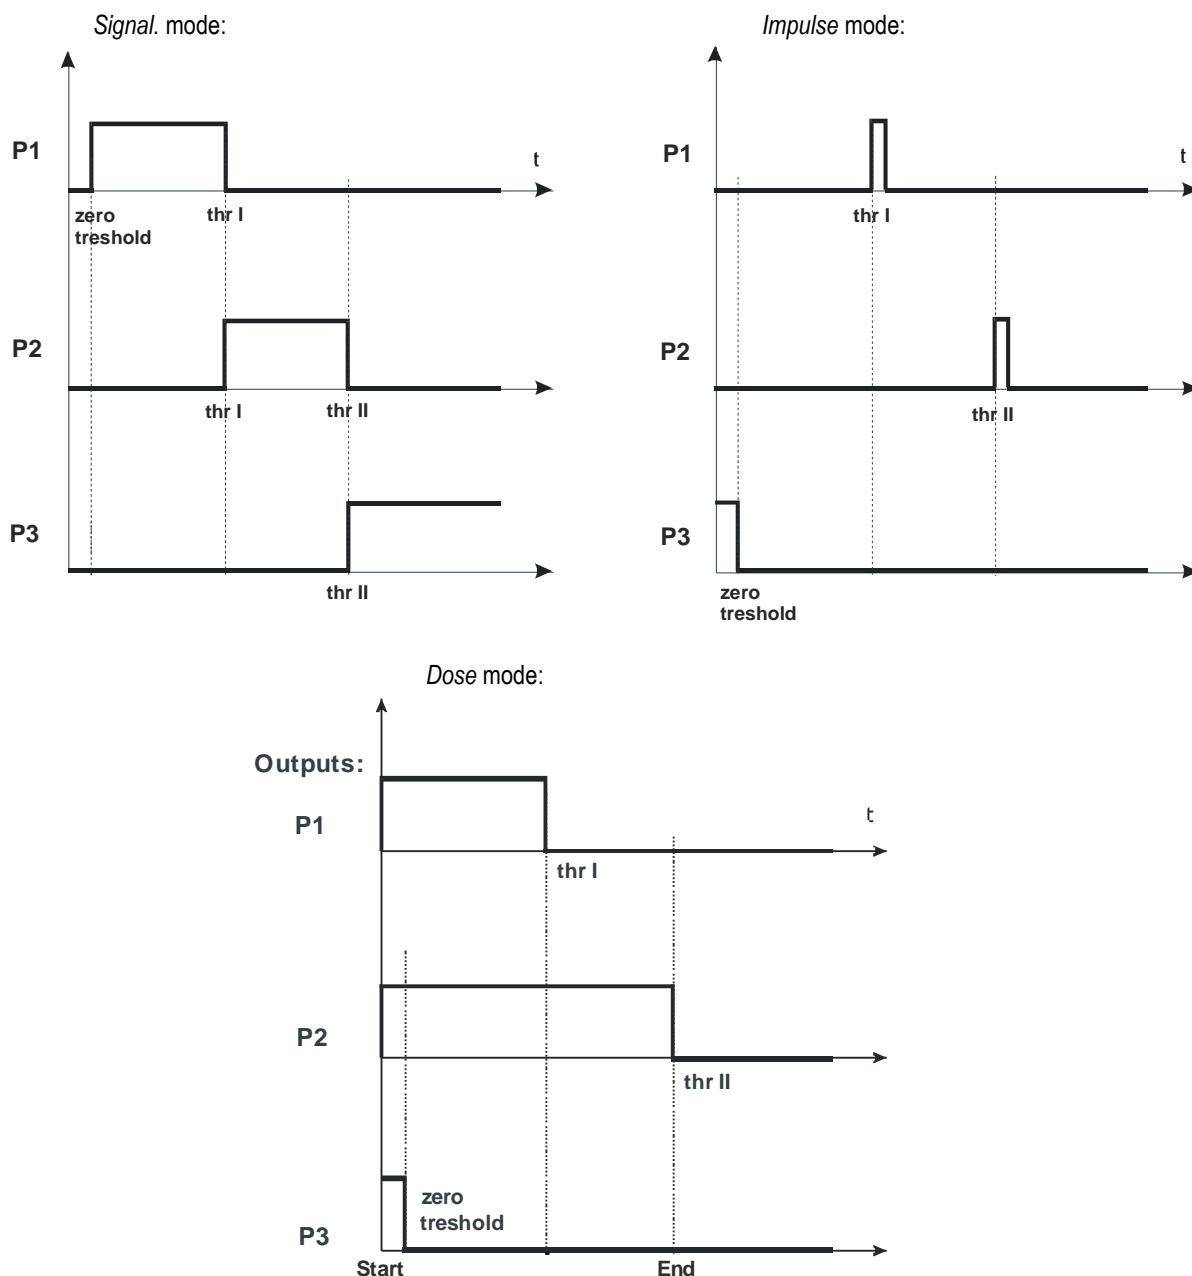 Signal. mode:
P1
t
zero
treshold
thr I
P2
thr I
thr II
P3
thr II
Impulse mode:
P1
t
thr I
P2
thr II
P3
zero
treshold
Dose mode:
Outputs:
P1
t
thr I
P2
thr II
zero
treshold
P3
Start
End